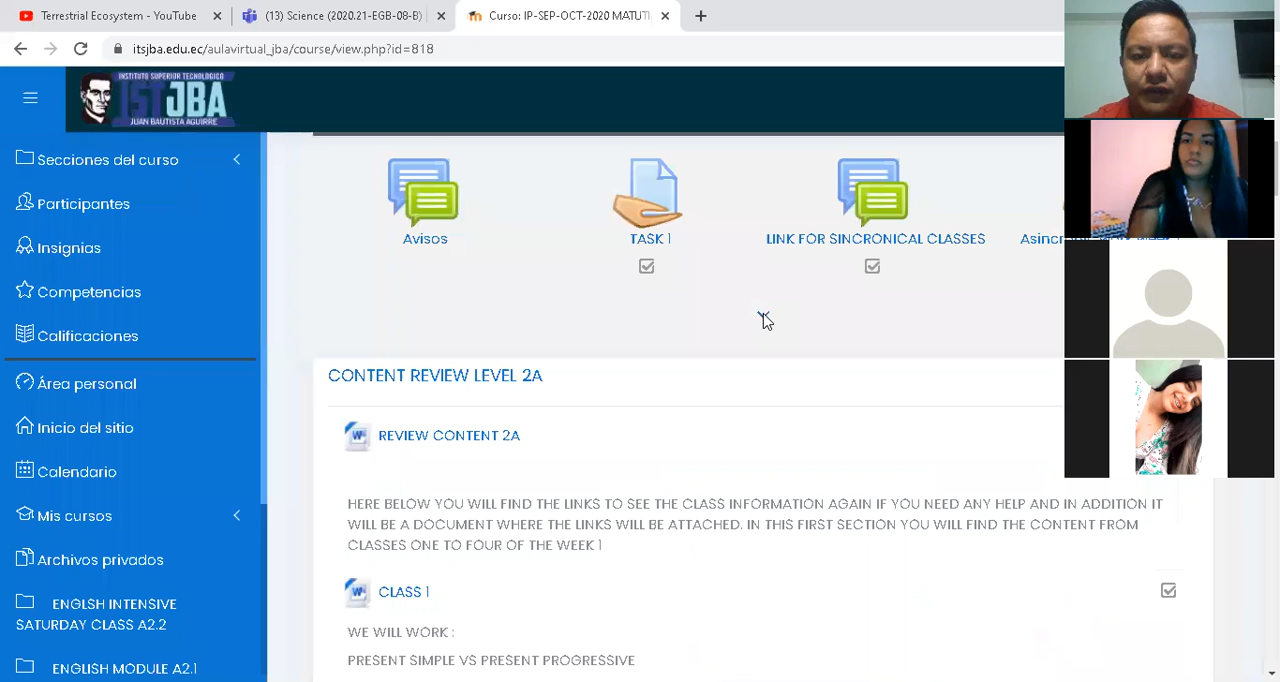 Terrestrial Ecosystem - YouTube
(13) Science (2020.21-EGB-08-B)
Curso: IP-SEP-OCT-2020 MATUTI
itsjba.edu.ec/aulavirtual_jba/course/view.php?id=818
INSTITUTO SUPERIOR TECNOLÓGICO
ISTJBA
JUAN BAUTISTA AGUIRRE
Secciones del curso
Participantes
Insignias
Competencias
Calificaciones
Área personal
Inicio del sitio
Calendario
Mis cursos
Archivos privados
ENGLSH INTENSIVE
SATURDAY CLASS A2.2
ENGLISH MODULE A2.1
Avisos
TASK 1
LINK FOR SINCRONICAL CLASSES
CONTENT REVIEW LEVEL 2A
REVIEW CONTENT 2A
HERE BELOW YOU WILL FIND THE LINKS TO SEE THE CLASS INFORMATION AGAIN IF YOU NEED ANY HELP AND IN ADDITION IT
WILL BE A DOCUMENT WHERE THE LINKS WILL BE ATTACHED. IN THIS FIRST SECTION YOU WILL FIND THE CONTENT FROM
CLASSES ONE TO FOUR OF THE WEEK 1
CLASS 1
WE WILL WORK :
PRESENT SIMPLE VS PRESENT PROGRESSIVE